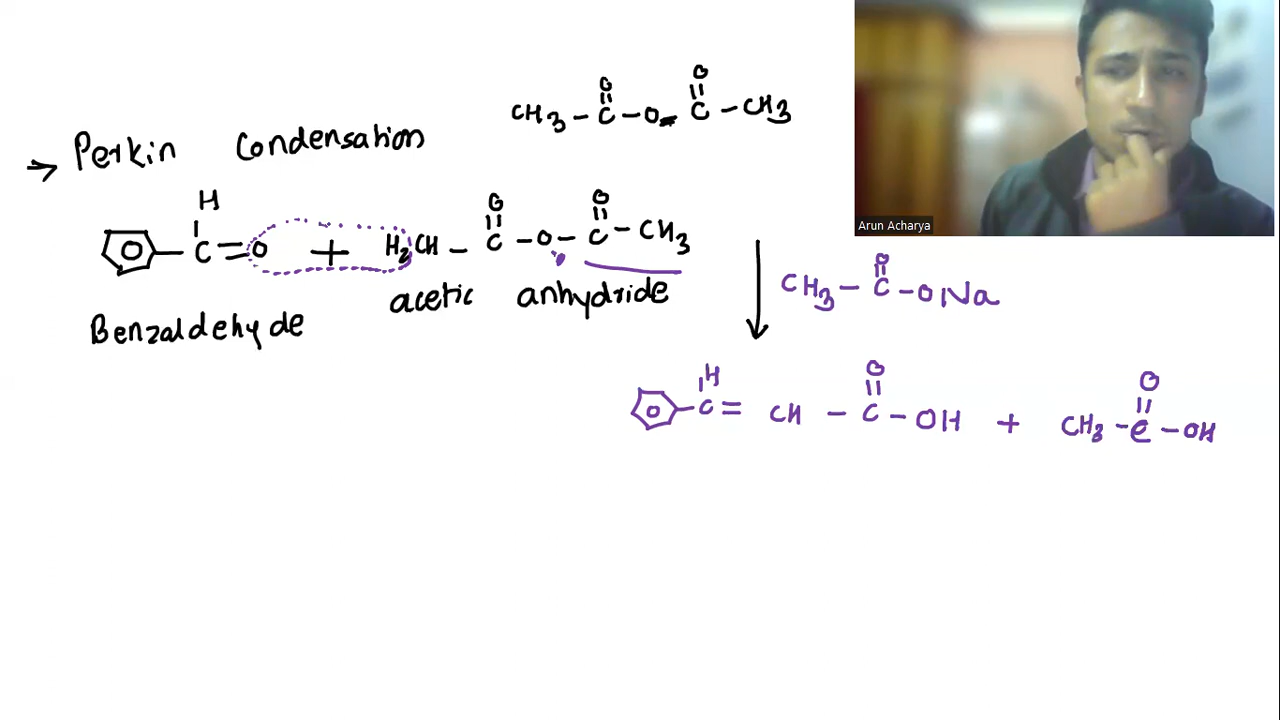 CH3 - C - O - C - CH3
O O
→ Perkin Condensation
H
C = O + H2CH - C - O - C - CH3
O O
Benzaldehyde
acetic anhydride
CH3 - C - ONa
O
H
C = CH - C - OH + CH3 - C - OH
O O
Arun Acharya